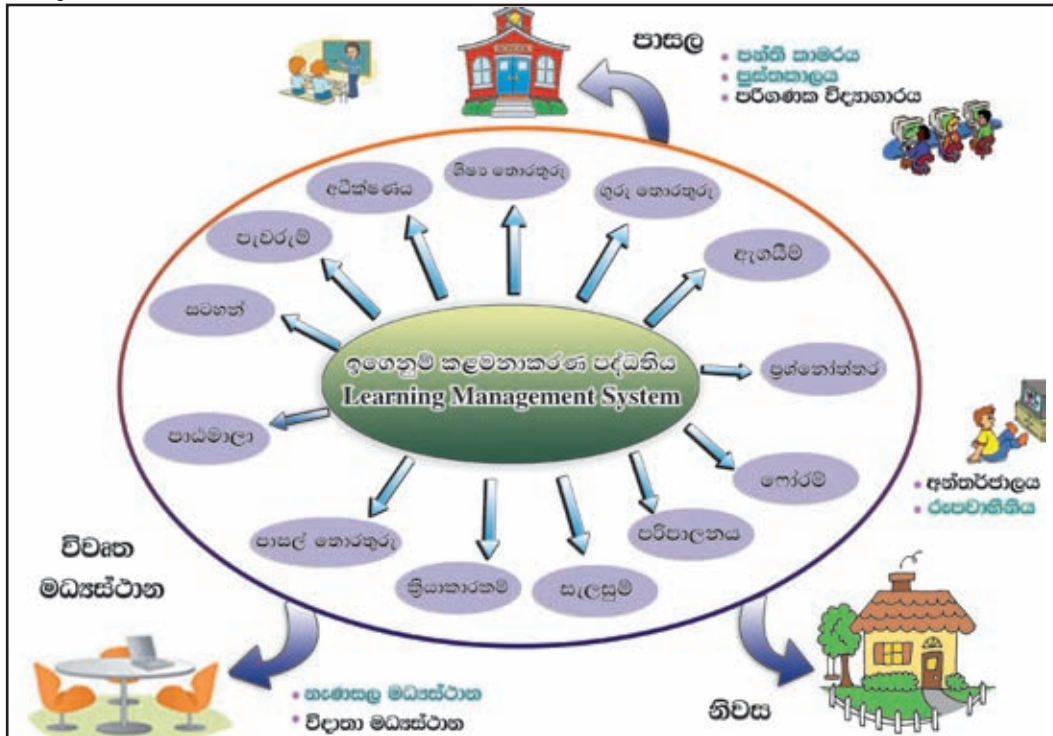 පාසල
• පන්ති කාමරය
• පුස්තකාලය
• පරිගණක විද්‍යාගාරය
SCHOOL
ශිෂ්‍ය තොරතුරු
අධීක්ෂණය
ගුරු තොරතුරු
පැවරුම්
ඇගයීම්
සටහන්
ඉගෙනුම් කළමනාකරණ පද්ධතිය
Learning Management System
ප්‍රශ්නෝත්තර
පාඨමාලා
ෆෝරම්
• අන්තර්ජාලය
• රූපවාහිනිය
පාසල් තොරතුරු
පරිපාලනය
ක්‍රියාකාරකම්
සැලසුම්
විවෘත
මධ්‍යස්ථාන
• නැණසල මධ්‍යස්ථාන
• විදාතා මධ්‍යස්ථාන
නිවස